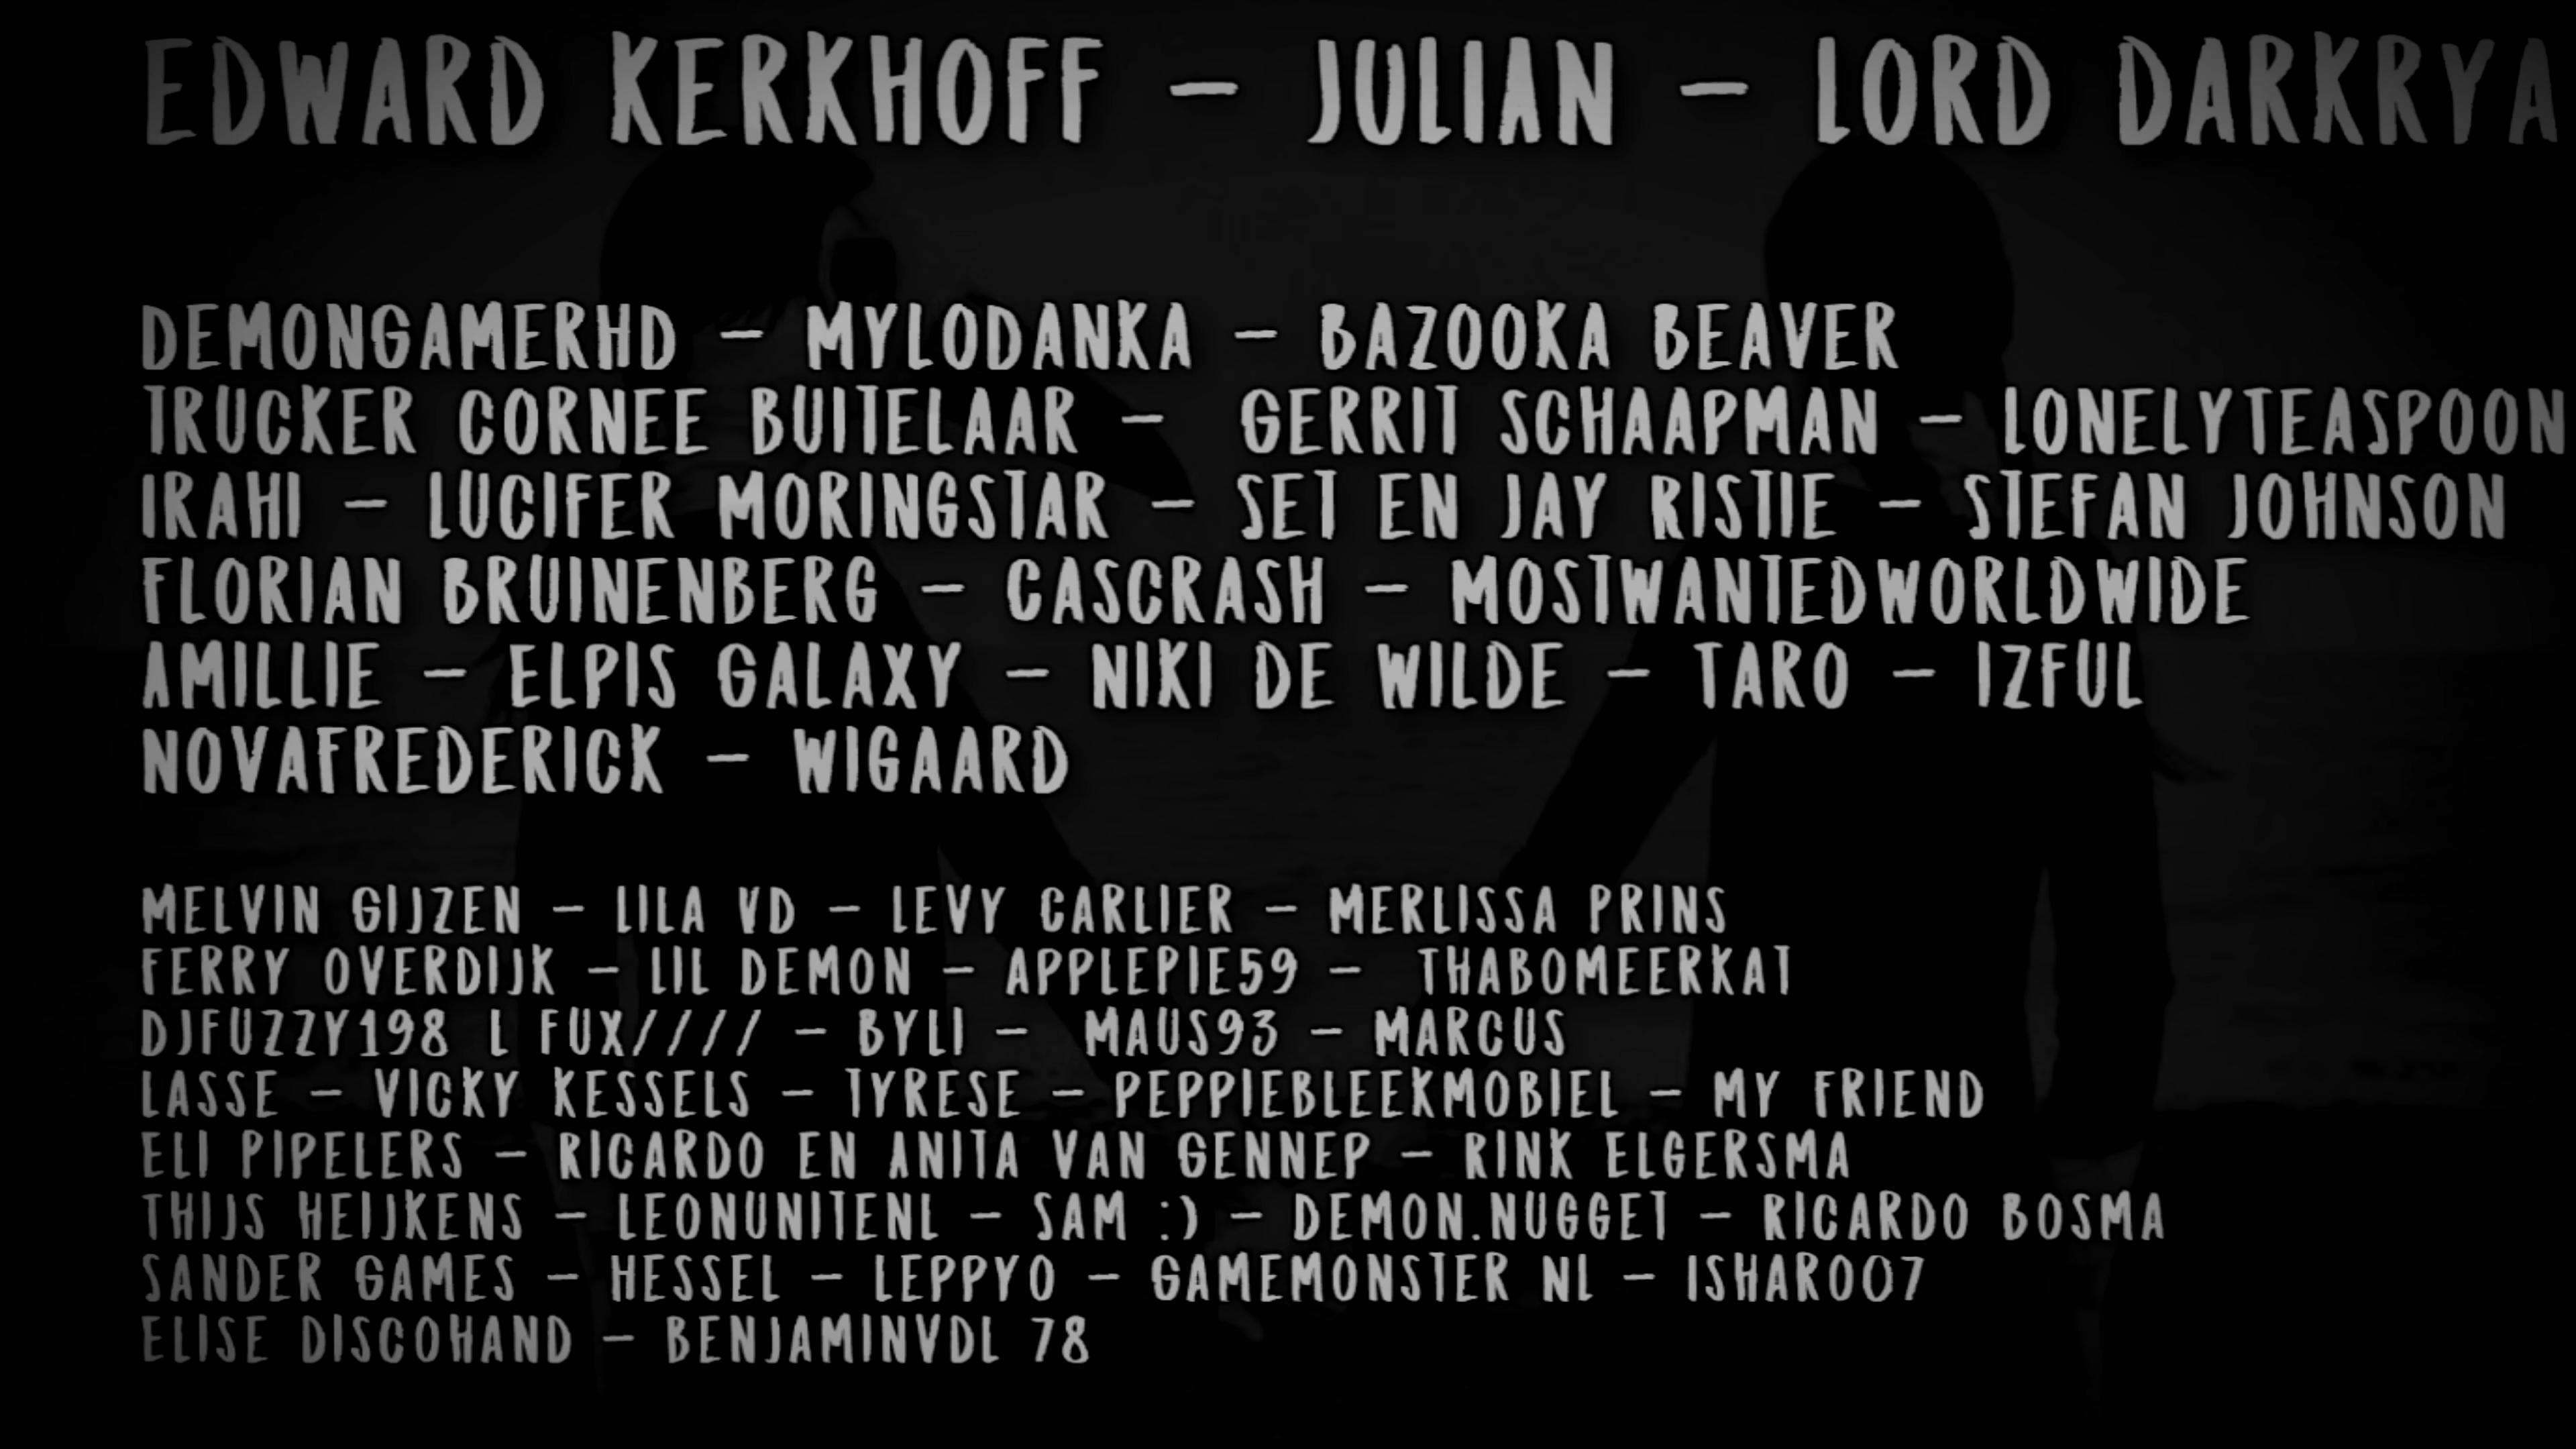 EDWARD KERKHOFF – JULIAN – LORD DARKRYA
DEMONGAMERHD – MYLODANKA – BAZOOKA BEAVER
TRUCKER CORNEE BUITELAAR – GERRIT SCHAAPMAN – LONELYTEASPOON
IRAHI – LUCIFER MORINGSTAR – SET EN JAY RISTIE – STEFAN JOHNSON
FLORIAN BRUINENBERG – CASCRASH – MOSTWANTEDWORLDWIDE
AMILLIE – ELPIS GALAXY – NIKI DE WILDE – TARO – IZFUL
NOVAFREDERICK – WIGAARD
MELVIN GIJZEN – LILA VD – LEVY CARLIER – MERLISSA PRINS
FERRY OVERDIJK – LIL DEMON – APPLEPIE59 – THABOMEERKAT
DJFUZZY198 L FUX//// – BYLI – MAUS93 – MARCUS
LASSE – VICKY KESSELS – TYRESE – PEPPIEBLEEKMOBIEL – MY FRIEND
ELI PIPELERS – RICARDO EN ANITA VAN GENNEP – RINK ELGERSMA
THIJS HEIJKENS – LEONUNITENL – SAM :) – DEMON.NUGGET – RICARDO BOSMA
SANDER GAMES – HESSEL – LEPPYO – GAMEMONSTER NL – ISHARO07
ELISE DISCOHAND – BENJAMINVDL 78